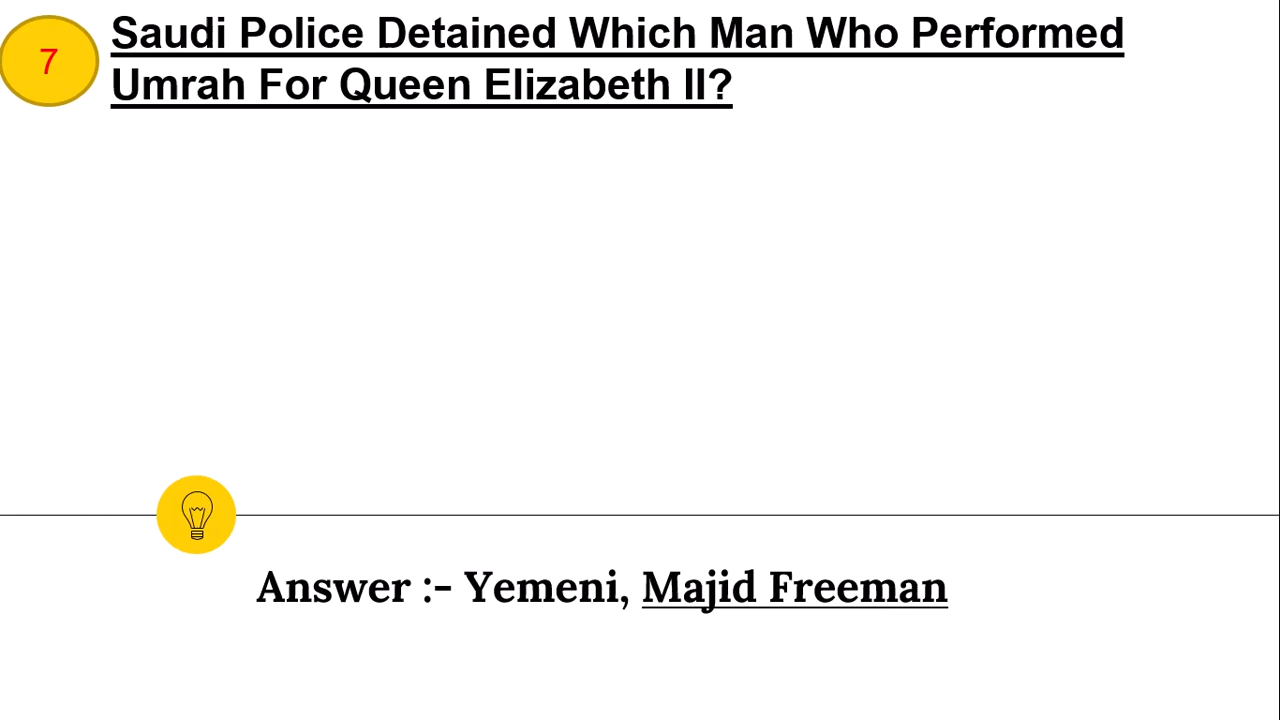 7
Saudi Police Detained Which Man Who Performed
Umrah For Queen Elizabeth II?
Answer :- Yemeni, Majid Freeman